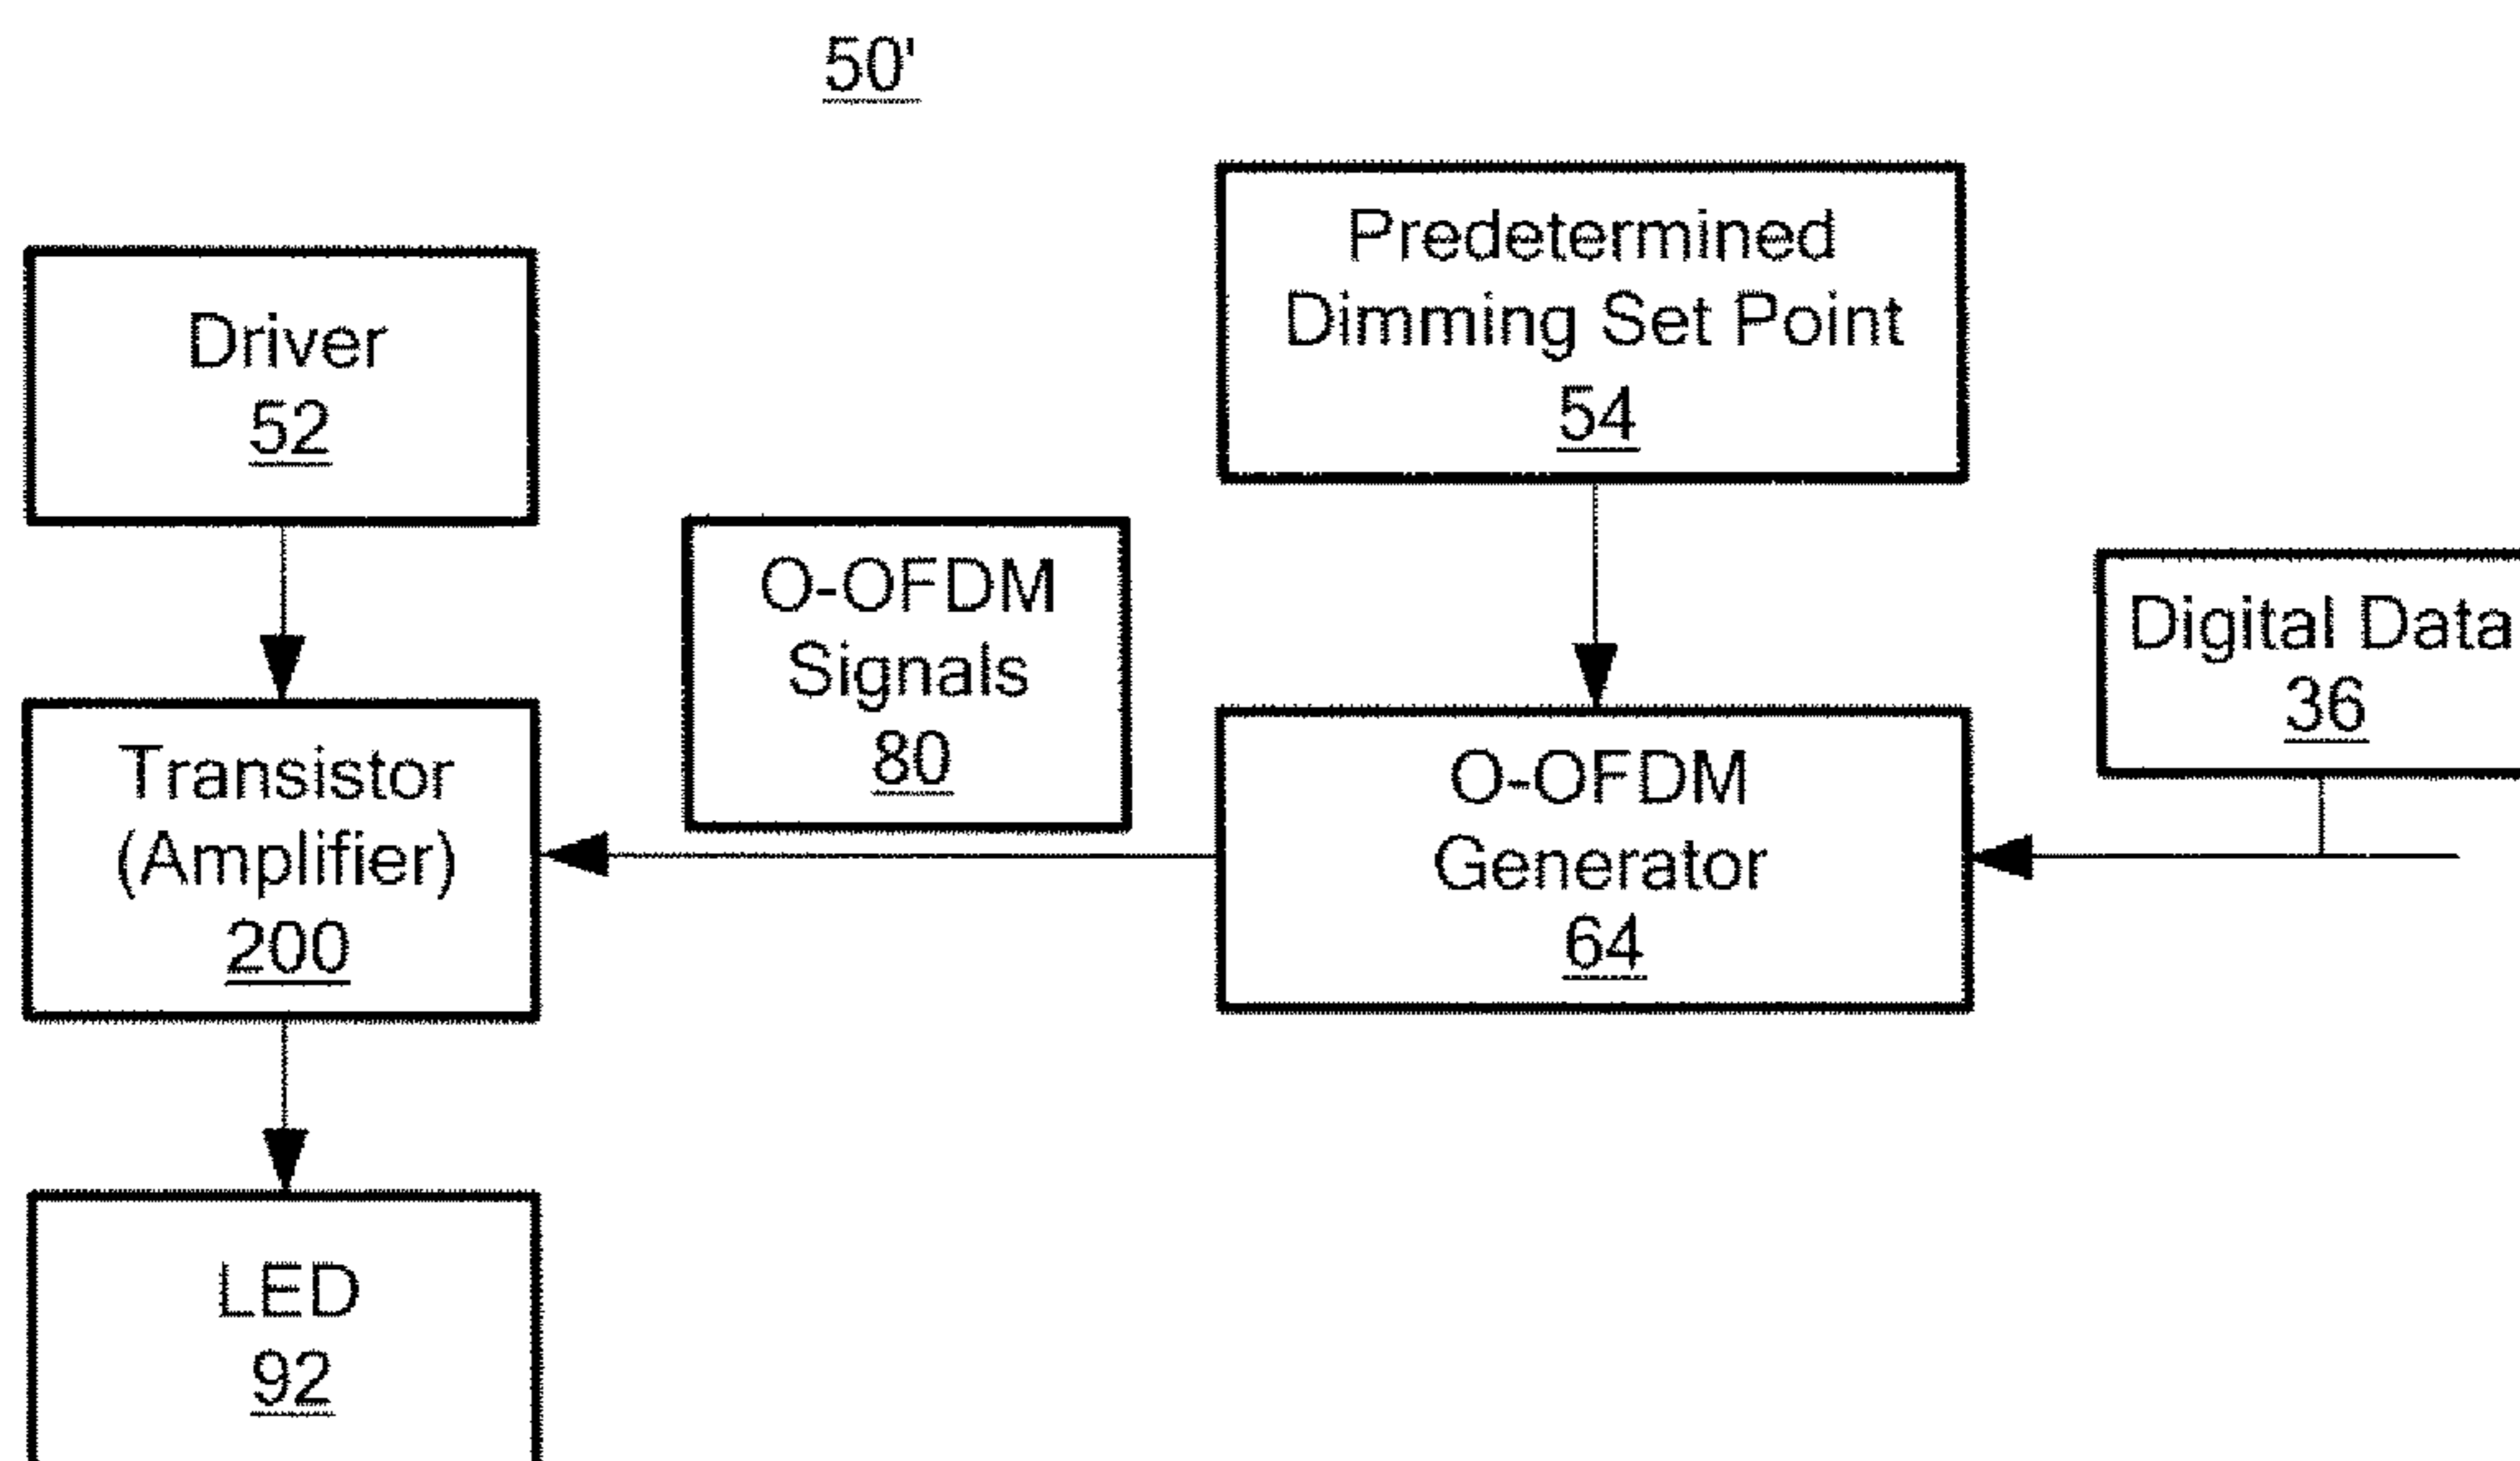 50'
Driver
52
Predetermined
Dimming Set Point
54
O-OFDM
Signals
80
Digital Data
36
Transistor
(Amplifier)
200
O-OFDM
Generator
64
LED
92